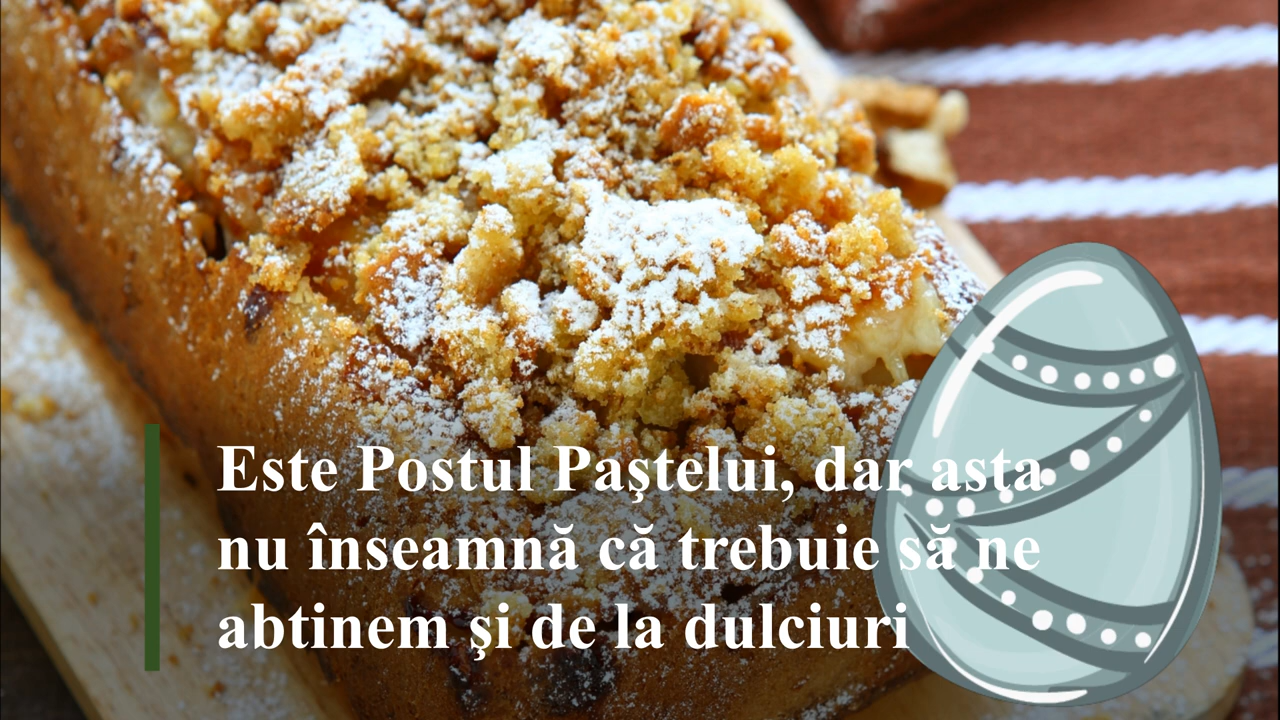 Este Postul Paştelui, dar asta
nu înseamnă că trebuie să ne
abtinem şi de la dulciuri